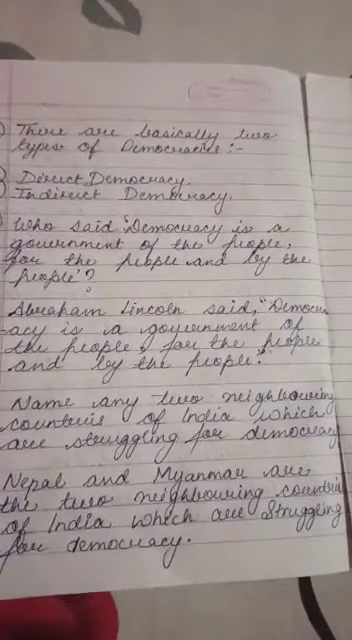 There are basically two
types of Democracies :-
Direct Democracy.
Indirect Democracy.
Who said "Democracy is a
government of the people,
for the people and by the
people"?
Abraham Lincoln said, "Democr-
acy is a government of
the people, for the people
and by the people."
Name any two neighbouring
counteris of India which
are struggling for democracy
Nepal and Myanmar are
the two neighbouring countries
of India which are Struggling
for democracy.